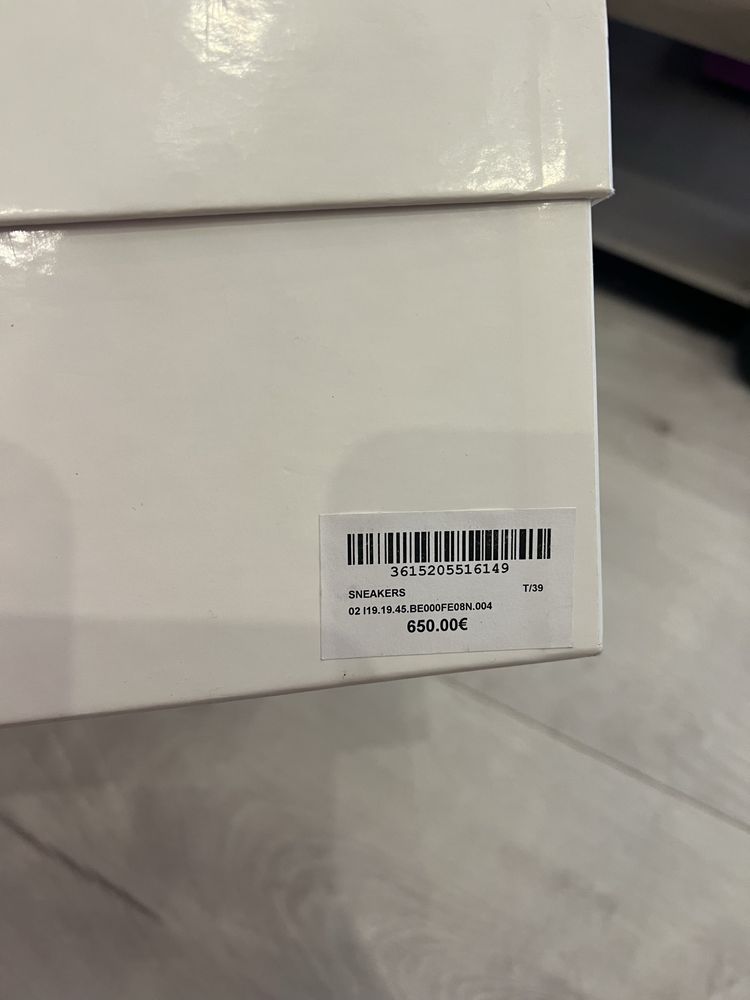 3615205516149
SNEAKERS T/39
02 I19.19.45.BE000FE08N.004
650.00€